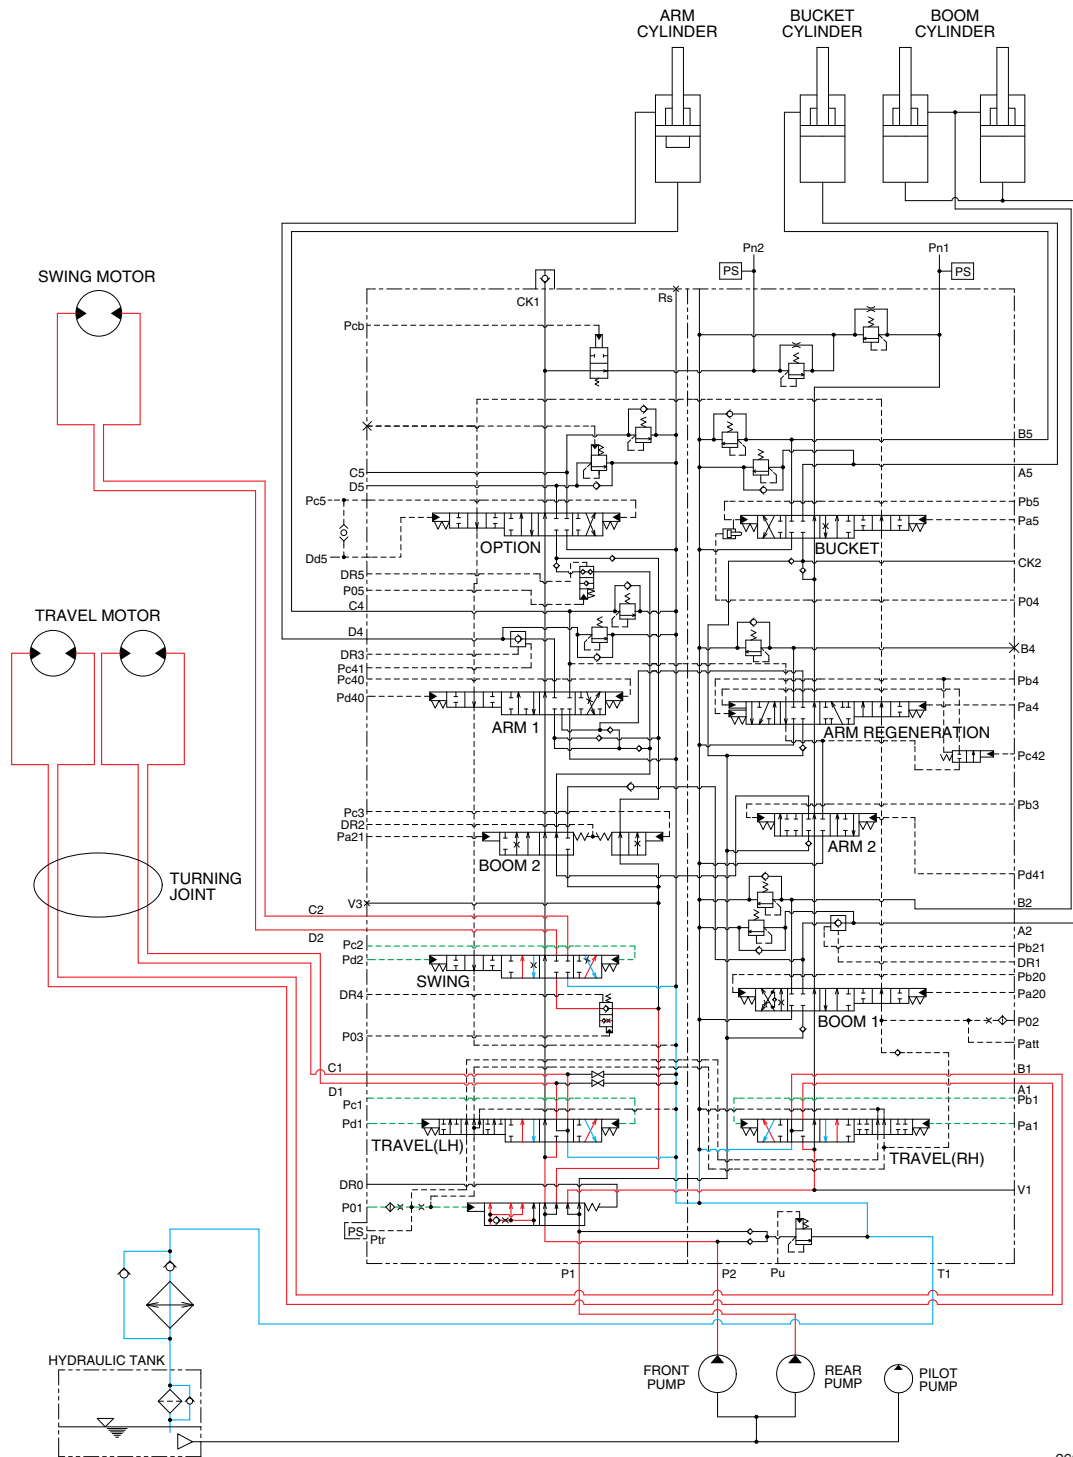 ARM
CYLINDER
BUCKET
CYLINDER
BOOM
CYLINDER
Pn2
Pn1
PS
PS
SWING MOTOR
CK1
Rs
Pcb
B5
C5
A5
D5
Pc5
Pb5
Pa5
OPTION
BUCKET
Dd5
CK2
DR5
P05
P04
C4
TRAVEL MOTOR
D4
B4
DR3
Pc41
Pc40
Pb4
Pd40
Pa4
ARM 1
ARM REGENERATION
Pc42
Pc3
Pb3
DR2
Pa21
ARM 2
BOOM 2
TURNING
JOINT
Pd41
V3
B2
C2
A2
D2
Pc2
Pb21
Pd2
DR1
SWING
Pb20
DR4
Pa20
BOOM 1
P03
P02
Patt
C1
B1
D1
A1
Pc1
Pb1
Pd1
Pa1
TRAVEL(LH)
TRAVEL(RH)
DR0
V1
P01
PS
Ptr
P1
P2
Pu
T1
HYDRAULIC TANK
FRONT
PUMP
REAR
PUMP
PILOT
PUMP